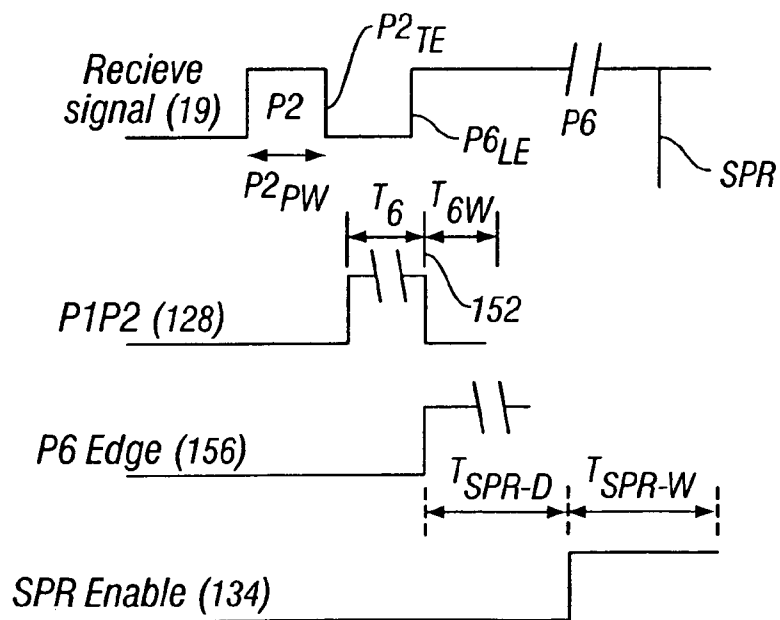 P2TE
Recieve
signal (19)
P2
P6
P6LE
SPR
P2PW
T6
T6W
152
P1P2 (128)
P6 Edge (156)
TSPR-D
TSPR-W
SPR Enable (134)